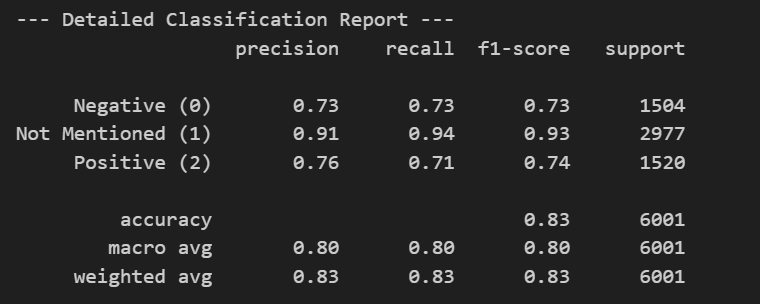 --- Detailed Classification Report ---
precision recall f1-score support
Negative (0) 0.73 0.73 0.73 1504
Not Mentioned (1) 0.91 0.94 0.93 2977
Positive (2) 0.76 0.71 0.74 1520
accuracy 0.83 6001
macro avg 0.80 0.80 0.80 6001
weighted avg 0.83 0.83 0.83 6001